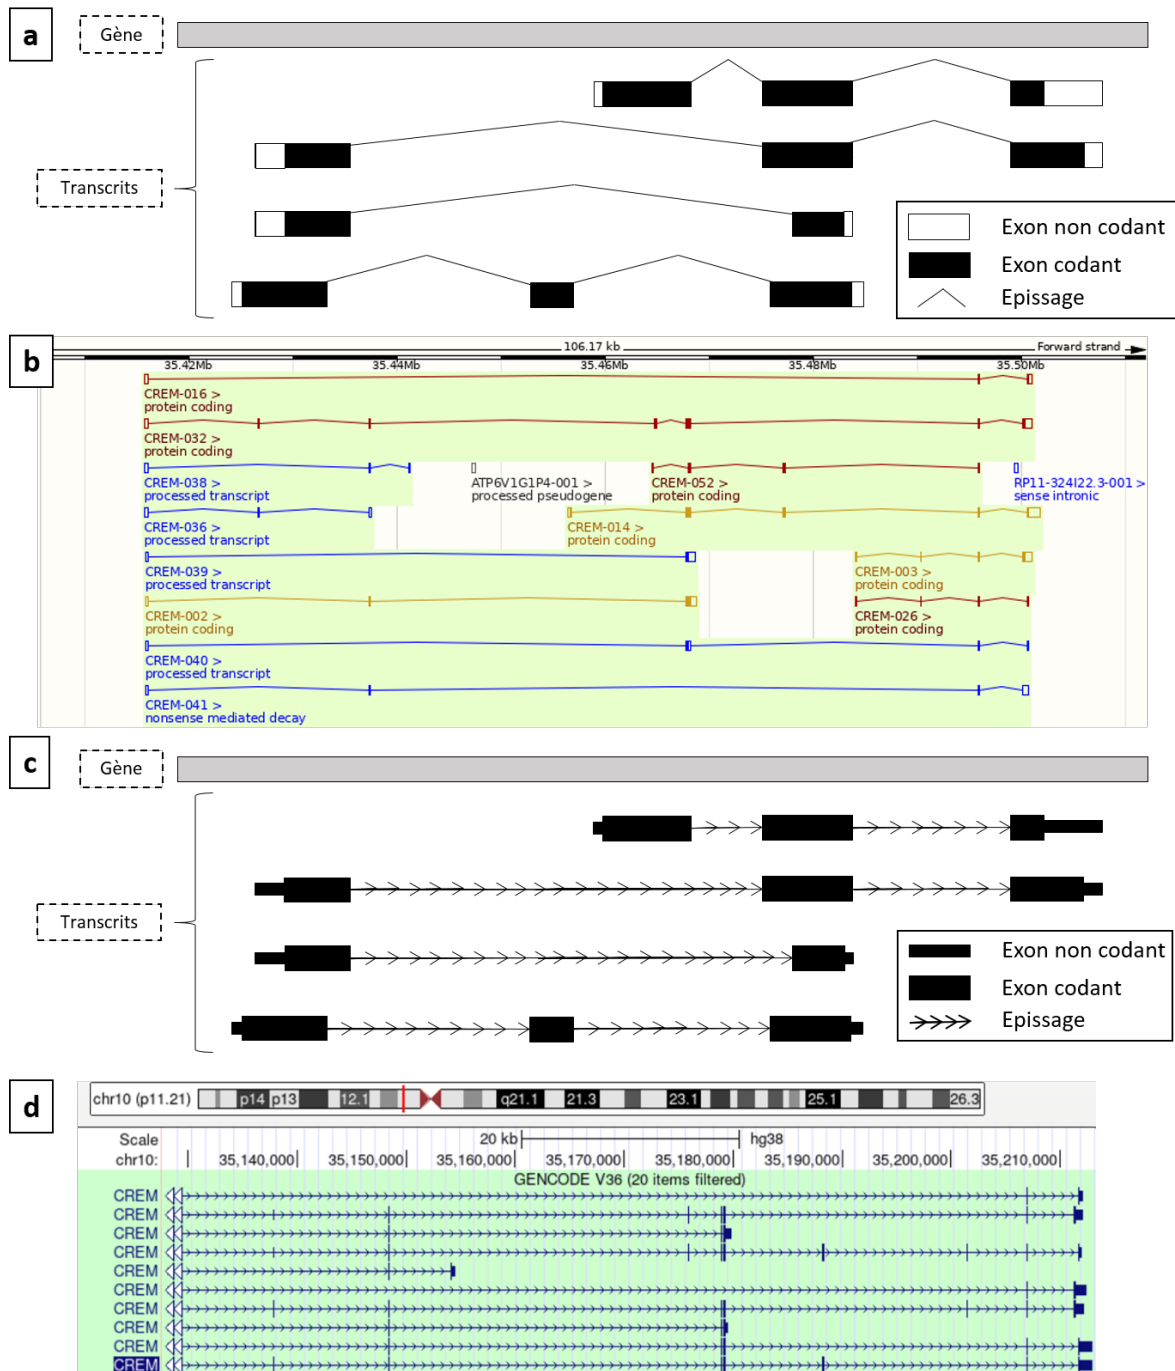 a
Gène
Transcrits
Exon non codant
Exon codant
Epissage
b
106.17 kb
Forward strand
35.42Mb 35.44Mb 35.46Mb 35.48Mb 35.50Mb
CREM-016 >
protein coding
CREM-032 >
protein coding
CREM-038 > ATP6V1G1P4-001 > CREM-052 > RP11-324I22.3-001 >
processed transcript processed pseudogene protein coding sense intronic
CREM-036 > CREM-014 >
processed transcript protein coding
CREM-039 > CREM-003 >
processed transcript protein coding
CREM-002 > CREM-026 >
protein coding protein coding
CREM-040 >
processed transcript
CREM-041 >
nonsense mediated decay
c
Gène
Transcrits
Exon non codant
Exon codant
Epissage
d
chr10 (p11.21) p14 p13 12.1 q21.1 21.3 23.1 25.1 26.3
Scale 20 kb hg38
chr10: 35,140,000 35,150,000 35,160,000 35,170,000 35,180,000 35,190,000 35,200,000 35,210,000
GENCODE V36 (20 items filtered)
CREM
CREM
CREM
CREM
CREM
CREM
CREM
CREM
CREM
CREM